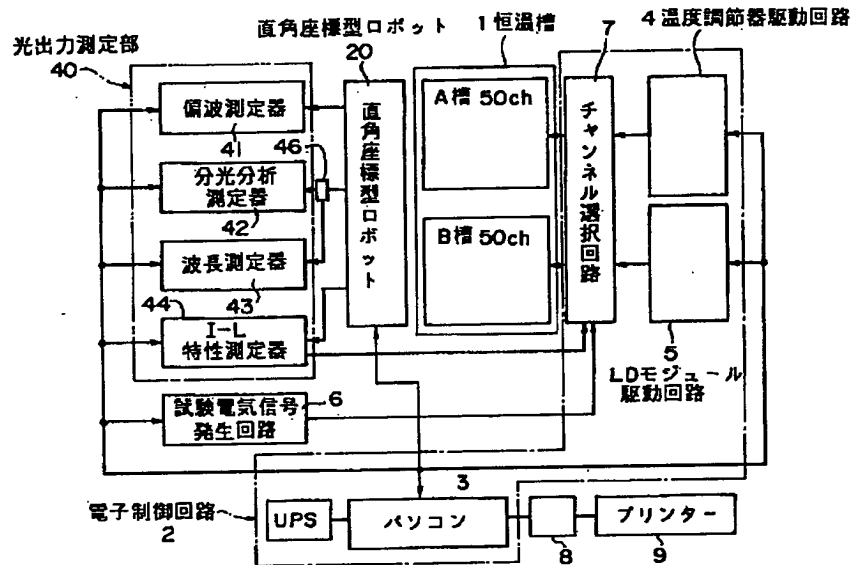 光出力測定部
40
直角座標型ロボット
20
1恒温槽
7
4温度調節器駆動回路
偏波測定器
41
46
分光分析
測定器
42
波長測定器
43
44
I-L
特性測定器
直角座標型ロボット
A槽 50ch
B槽 50ch
チャンネル選択回路
5
LDモジュール
駆動回路
試験電気信号
発生回路
6
3
電子制御回路
2
UPS
パソコン
8
プリンター
9